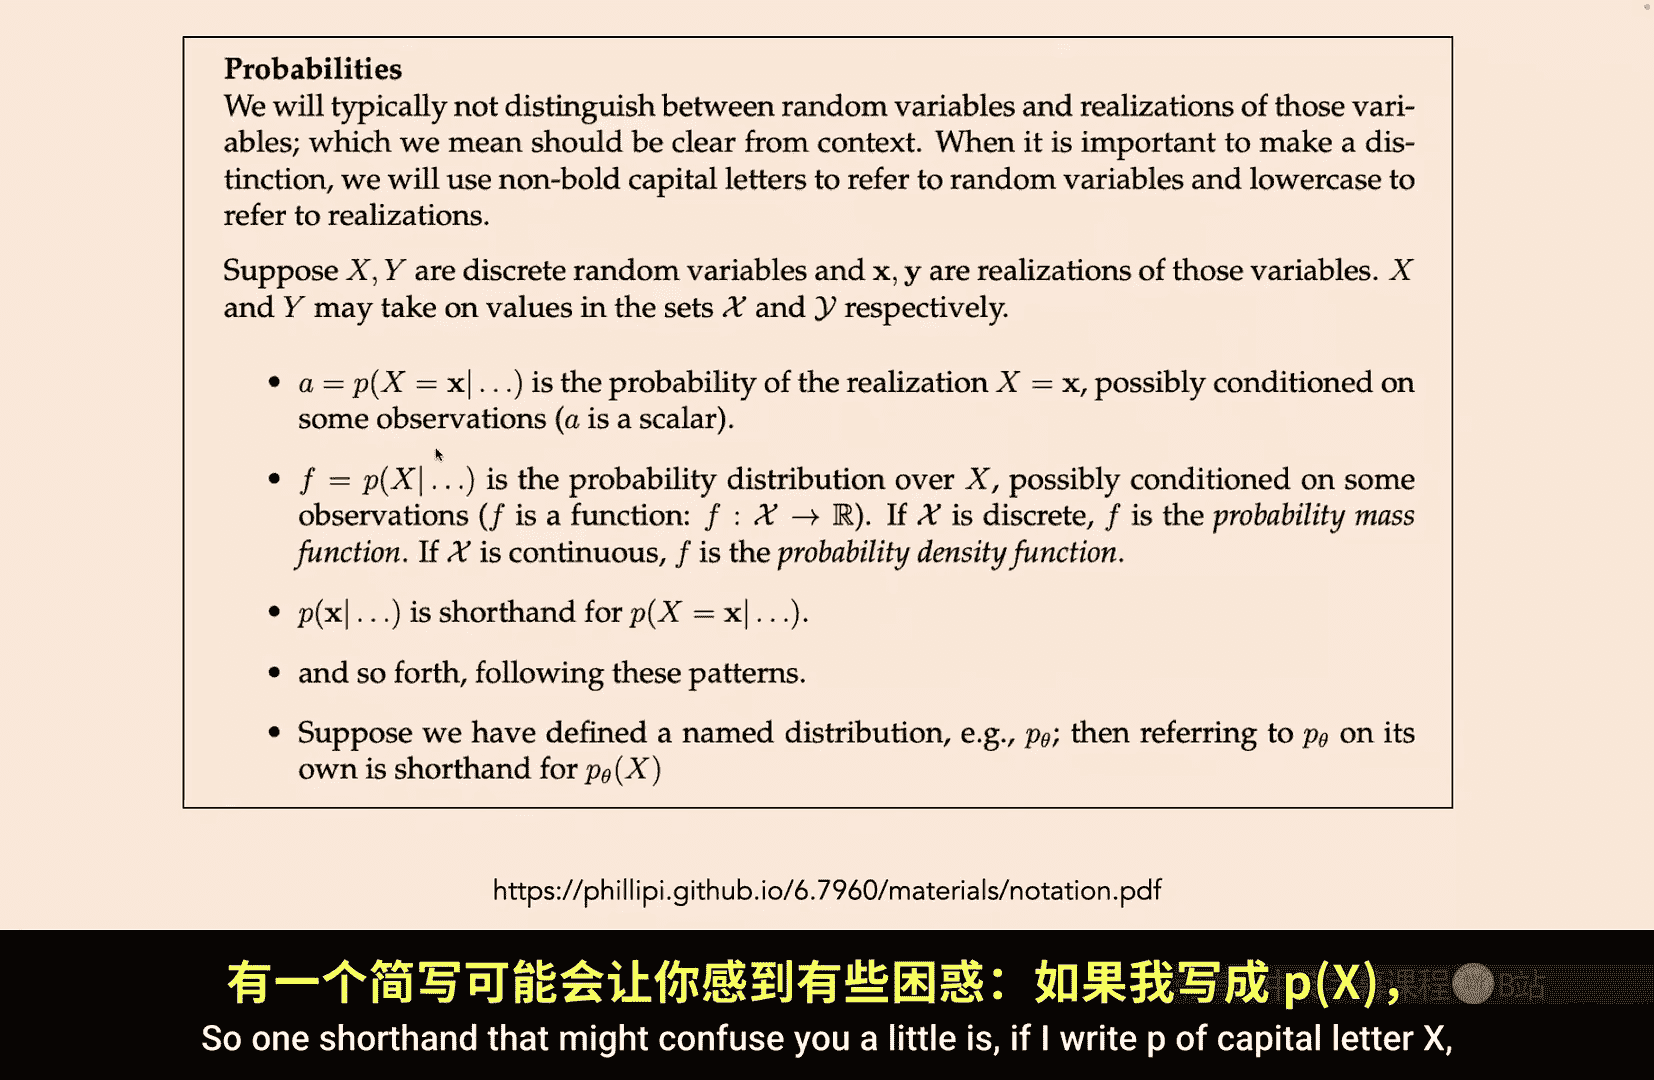 Probabilities
We will typically not distinguish between random variables and realizations of those vari-
ables; which we mean should be clear from context. When it is important to make a dis-
tinction, we will use non-bold capital letters to refer to random variables and lowercase to
refer to realizations.
Suppose X, Y are discrete random variables and x, y are realizations of those variables. X
and Y may take on values in the sets 𝒳 and 𝒴 respectively.
• a = p(X = x| . . .) is the probability of the realization X = x, possibly conditioned on
some observations (a is a scalar).
• f = p(X| . . .) is the probability distribution over X, possibly conditioned on some
observations (f is a function: f : 𝒳 → ℝ). If 𝒳 is discrete, f is the probability mass
function. If 𝒳 is continuous, f is the probability density function.
• p(x| . . .) is shorthand for p(X = x| . . .).
• and so forth, following these patterns.
• Suppose we have defined a named distribution, e.g., pθ; then referring to pθ on its
own is shorthand for pθ(X)
https://phillipi.github.io/6.7960/materials/notation.pdf
有一个简写可能会让你感到有些困惑：如果我写成 p(X)，
课程 B站
So one shorthand that might confuse you a little is, if I write p of capital letter X,